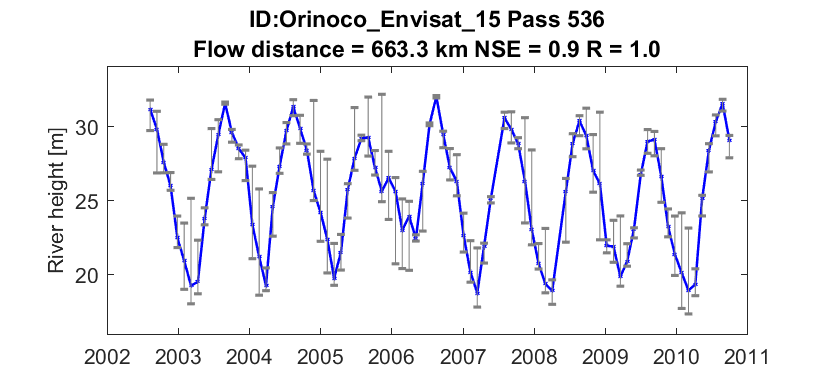 ID:Orinoco_Envisat_15 Pass 536
Flow distance = 663.3 km NSE = 0.9 R = 1.0
River height [m]
30
25
20
2002 2003 2004 2005 2006 2007 2008 2009 2010 2011